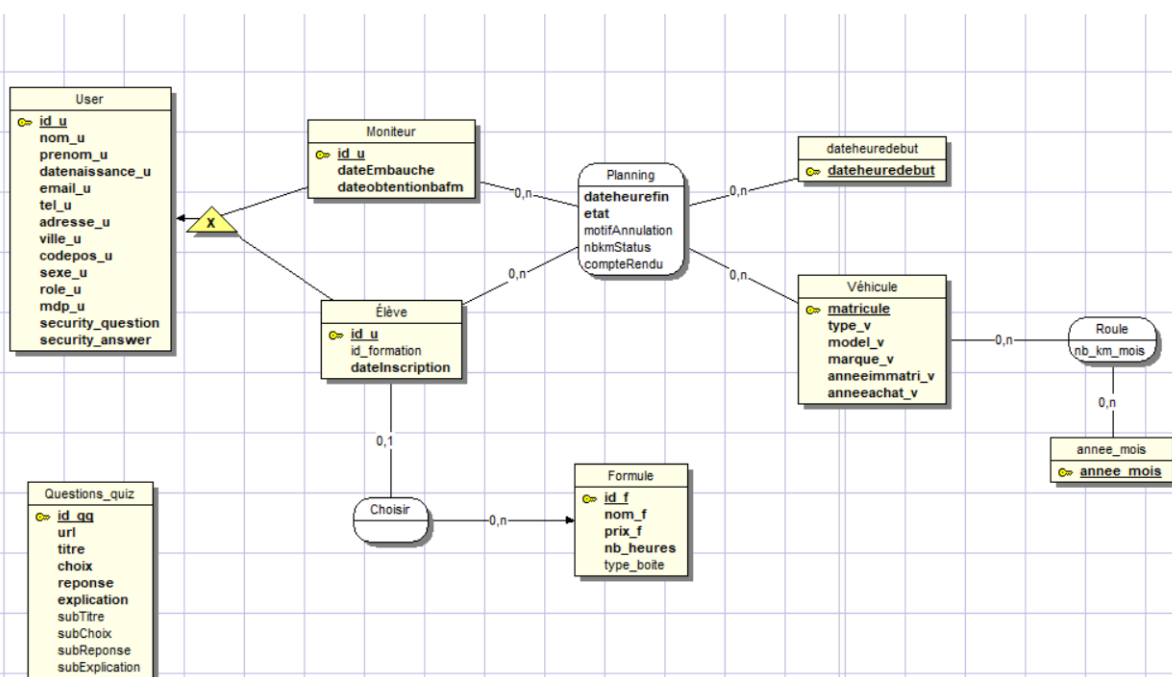 User
id_u
nom_u
prenom_u
datenaissance_u
email_u
tel_u
adresse_u
ville_u
codepos_u
sexe_u
role_u
mdp_u
security_question
security_answer
X
Moniteur
id_u
dateEmbauche
dateobtentionbafm
0,n
Planning
dateheurefin
etat
motifAnnulation
nbkmStatus
compteRendu
0,n
dateheuredebut
dateheuredebut
0,n
0,n
Élève
id_u
id_formation
dateInscription
Véhicule
matricule
type_v
model_v
marque_v
anneeimmatri_v
anneeachat_v
0,n
Roule
nb_km_mois
0,n
annee_mois
annee_mois
0,1
Choisir
0,n
Formule
id_f
nom_f
prix_f
nb_heures
type_boite
Questions_quiz
id_qq
url
titre
choix
reponse
explication
subTitre
subChoix
subReponse
subExplication